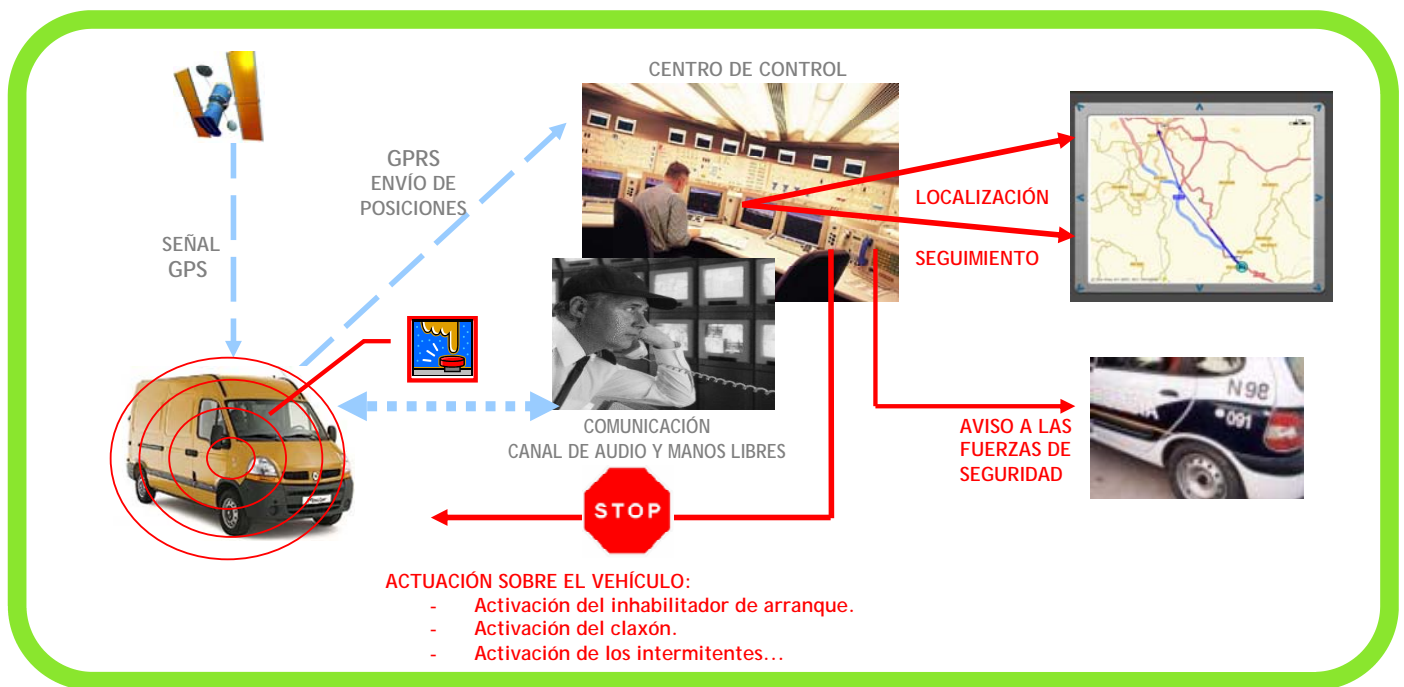 CENTRO DE CONTROL
GPRS
ENVÍO DE
POSICIONES
SEÑAL
GPS
LOCALIZACIÓN
SEGUIMIENTO
COMUNICACIÓN
CANAL DE AUDIO Y MANOS LIBRES
N 98
091
AVISO A LAS
FUERZAS DE
SEGURIDAD
STOP
ACTUACIÓN SOBRE EL VEHÍCULO:
- Activación del inhabilitador de arranque.
- Activación del claxón.
- Activación de los intermitentes...